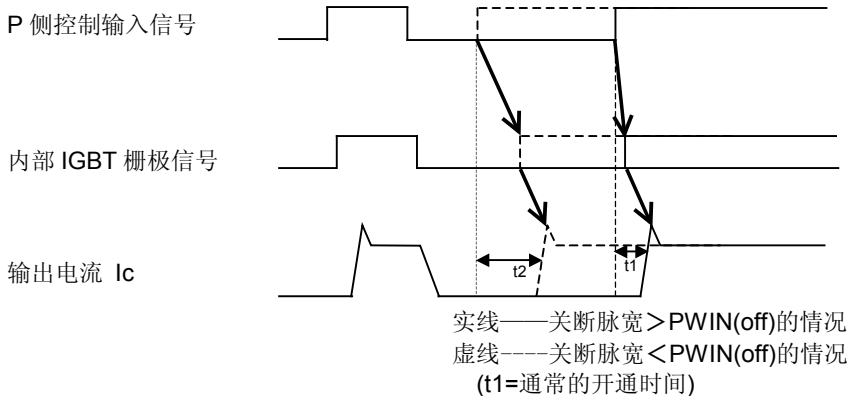 P 侧控制输入信号
内部 IGBT 栅极信号
输出电流 Ic
t2
t1
实线——关断脉宽＞PWIN(off)的情况
虚线----关断脉宽＜PWIN(off)的情况
(t1=通常的开通时间)